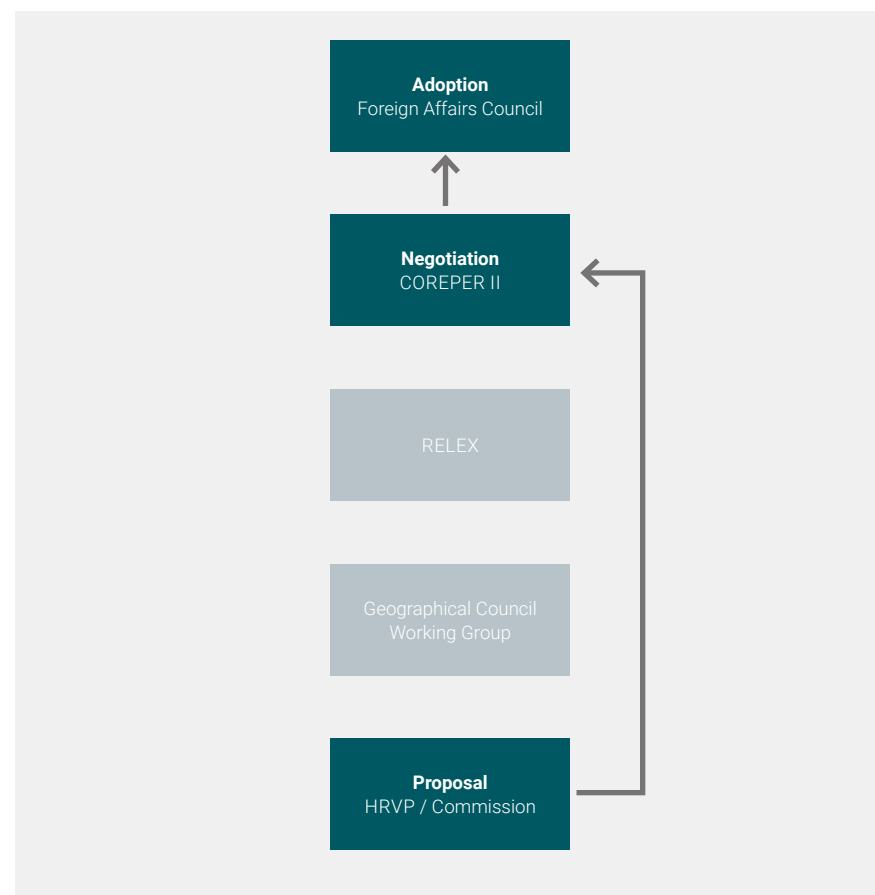 Adoption
Foreign Affairs Council
Negotiation
COREPER II
RELEX
Geographical Council
Working Group
Proposal
HRVP / Commission